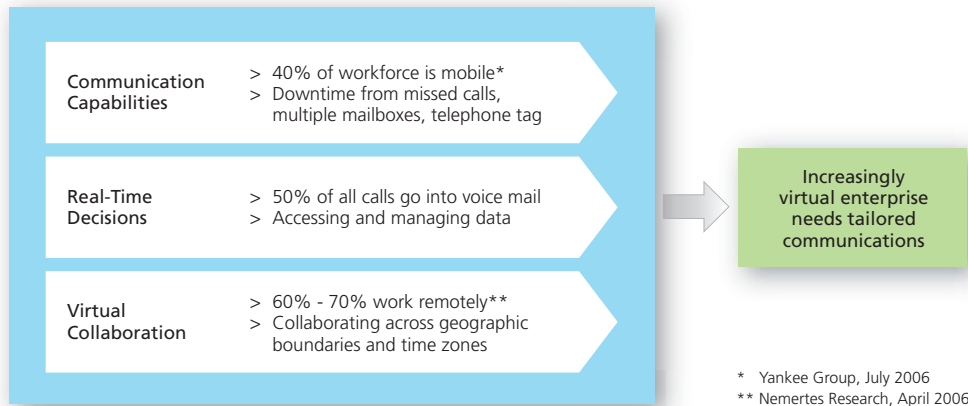 Communication
Capabilities
> 40% of workforce is mobile*
> Downtime from missed calls,
multiple mailboxes, telephone tag
Real-Time
Decisions
> 50% of all calls go into voice mail
> Accessing and managing data
Virtual
Collaboration
> 60% - 70% work remotely**
> Collaborating across geographic
boundaries and time zones
Increasingly
virtual enterprise
needs tailored
communications
* Yankee Group, July 2006
** Nemertes Research, April 2006